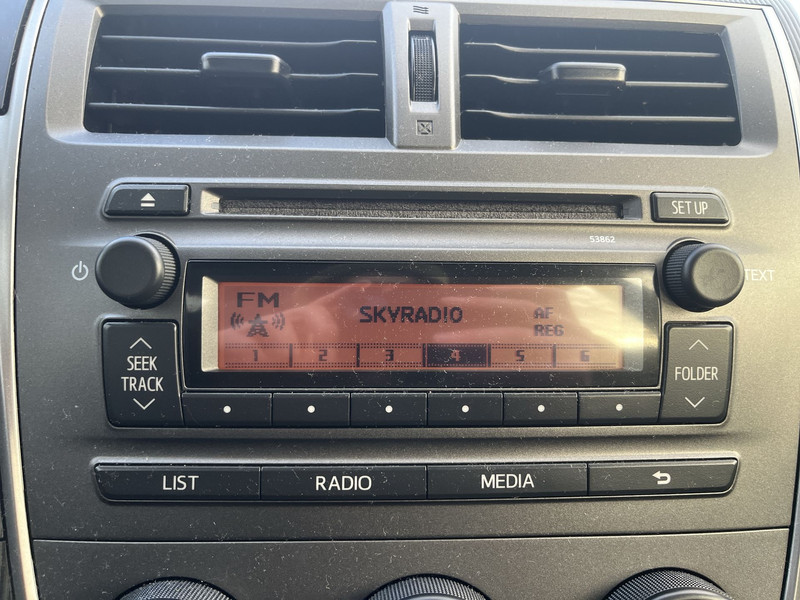 SET UP
53862
TEXT
FM
SKYRADIO
AF
REG
1 2 3 4 5 6
SEEK
TRACK
FOLDER
LIST RADIO MEDIA